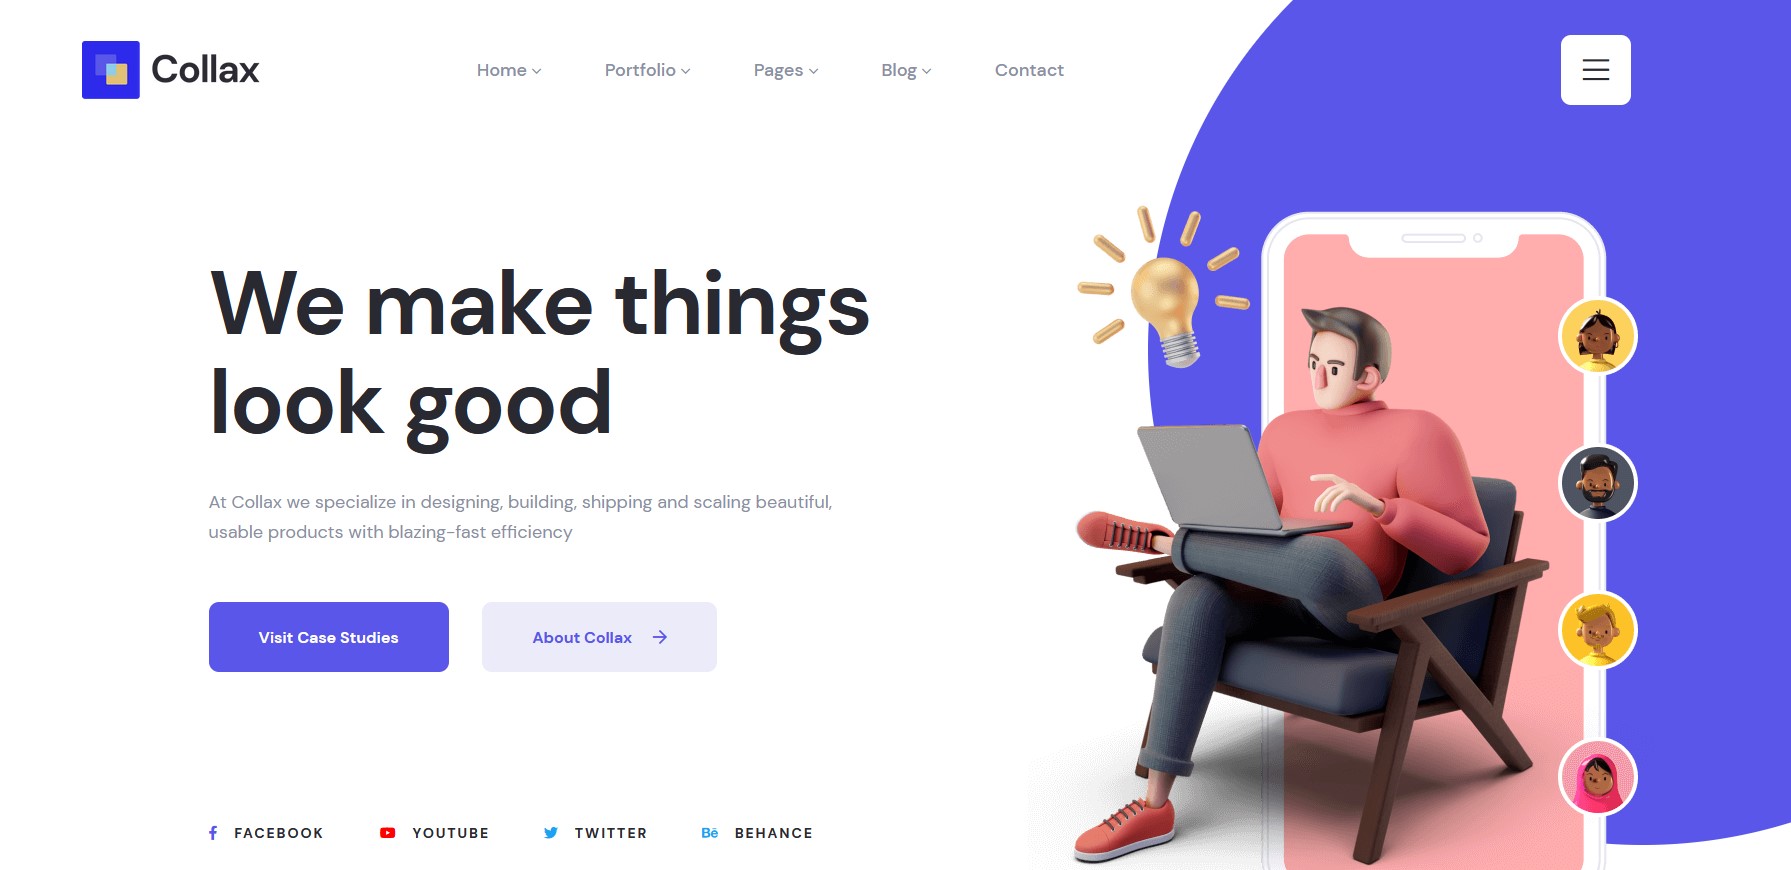 Collax
Home
Portfolio
Pages
Blog
Contact
We make things
look good
At Collax we specialize in designing, building, shipping and scaling beautiful,
usable products with blazing-fast efficiency
Visit Case Studies
About Collax
FACEBOOK
YOUTUBE
TWITTER
Bē BEHANCE